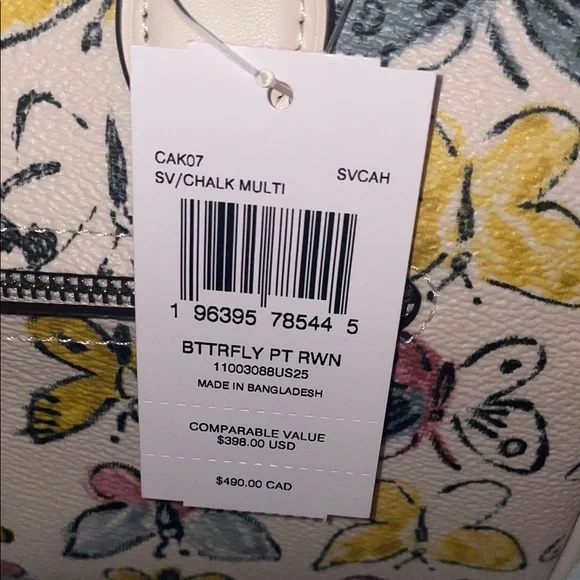 CAK07
SV/CHALK MULTI SVCAH
1 96395 78544 5
BTTRFLY PT RWN
11003088US25
MADE IN BANGLADESH
COMPARABLE VALUE
$398.00 USD
$490.00 CAD